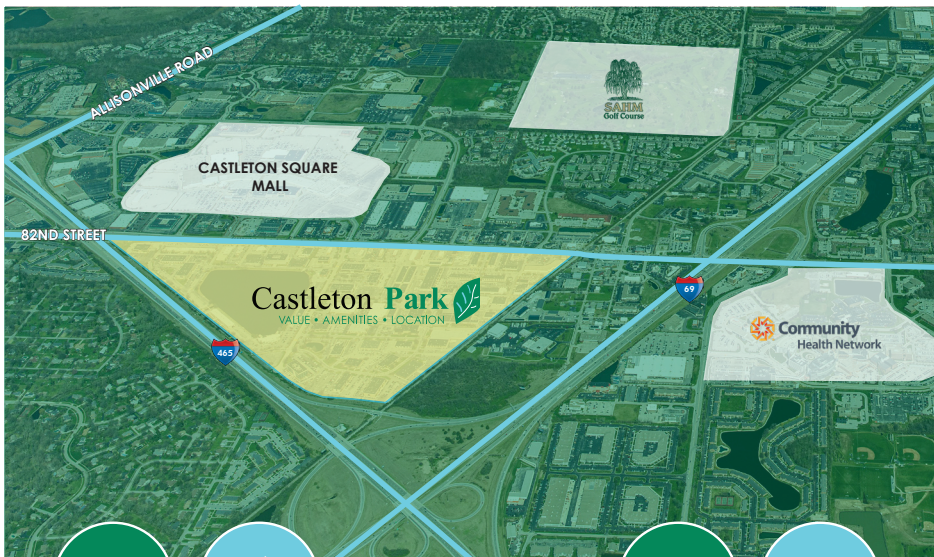 ALLISONVILLE ROAD
SAHM
Golf Course
CASTLETON SQUARE
MALL
82ND STREET
Castleton Park
VALUE • AMENITIES • LOCATION
69
Community
Health Network
465